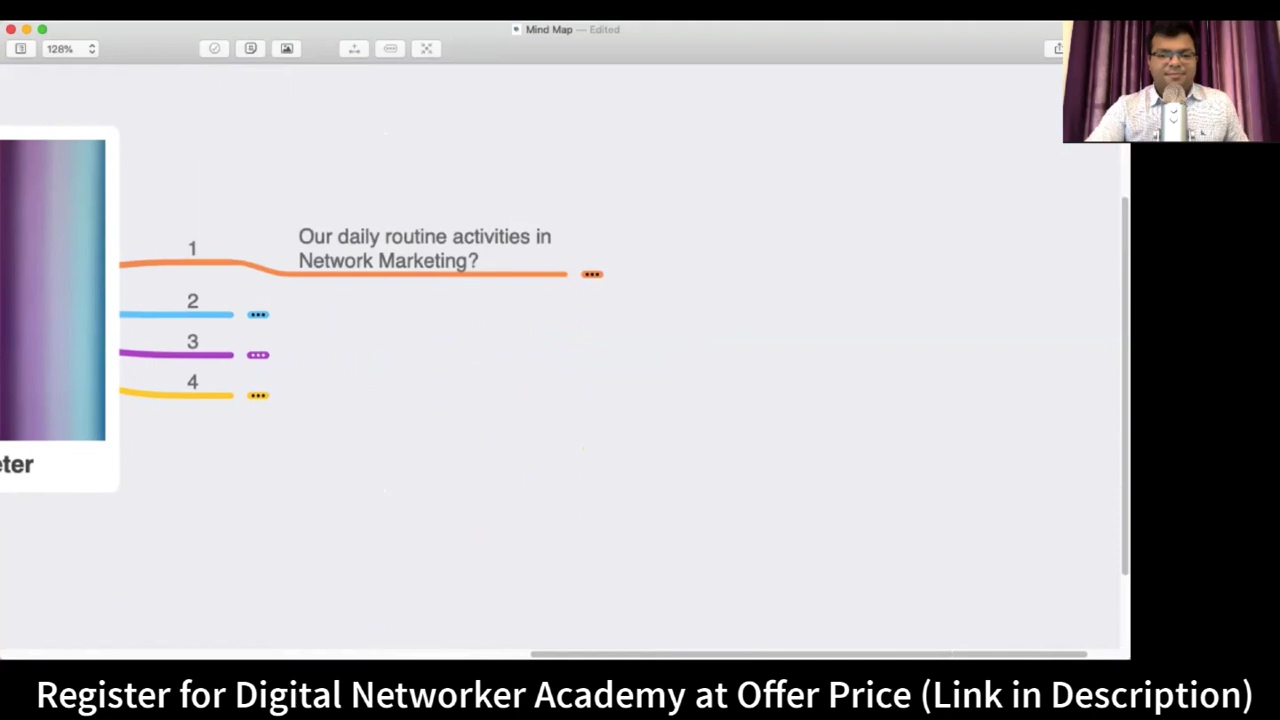 Mind Map — Edited
128%
Our daily routine activities in
Network Marketing?
1
2
3
4
eter
Register for Digital Networker Academy at Offer Price (Link in Description)